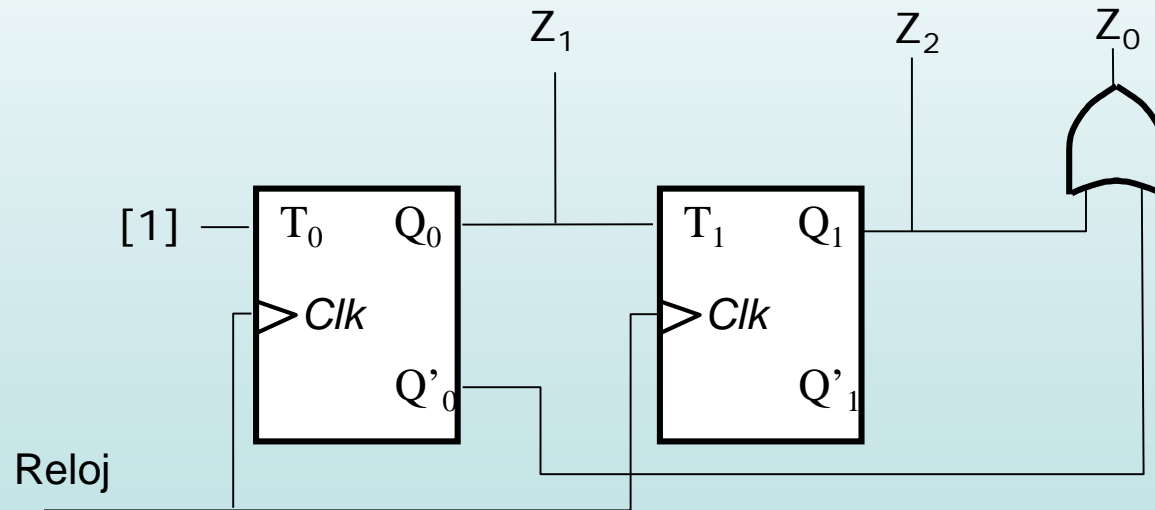 Z₁ Z₂ Z₀
[1] T₀ Q₀ T₁ Q₁
Clk Clk
Q’₀ Q’₁
Reloj